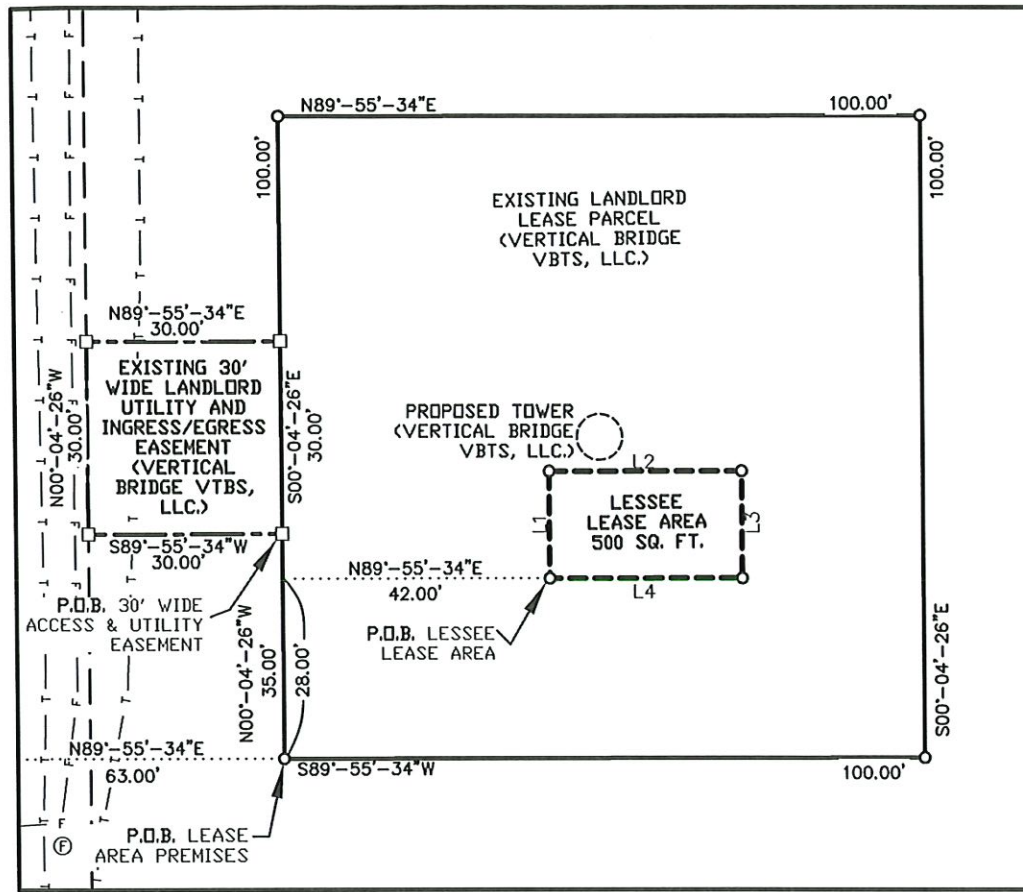 N89°-55'-34"E
100.00'
100.00'
100.00'
EXISTING LANDLORD
LEASE PARCEL
(VERTICAL BRIDGE
VBTS, LLC.)
N89°-55'-34"E
30.00'
EXISTING 30'
WIDE LANDLORD
UTILITY AND
INGRESS/EGRESS
EASEMENT
(VERTICAL
BRIDGE VTBS,
LLC.)
N00°-04'-26"W
30.00'
S00°-04'-26"E
30.00'
S89°-55'-34"W
30.00'
PROPOSED TOWER
(VERTICAL BRIDGE
VBTS, LLC.)
L2
L1
LESSEE
LEASE AREA
500 SQ. FT.
L3
L4
N89°-55'-34"E
42.00'
P.O.B. 30' WIDE
ACCESS & UTILITY
EASEMENT
P.O.B. LESSEE
LEASE AREA
N00°-04'-26"W
35.00'
28.00'
S00°-04'-26"E
N89°-55'-34"E
63.00'
S89°-55'-34"W
100.00'
P.O.B. LEASE
AREA PREMISES
T
T
T
T
T
T
T
F
F
F
F
F
F
T
T
T
T
T
F
F